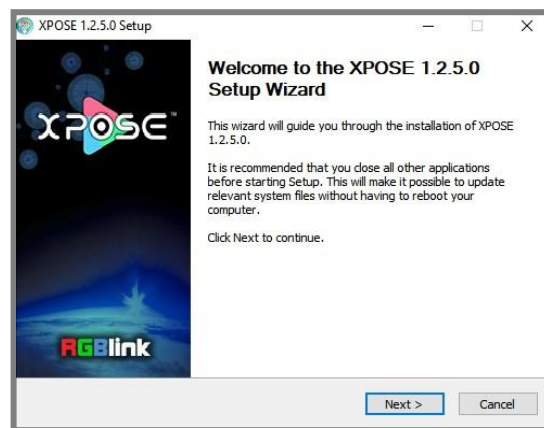 XPOSE 1.2.5.0 Setup
XPOSE™
Welcome to the XPOSE 1.2.5.0
Setup Wizard
This wizard will guide you through the installation of XPOSE
1.2.5.0.
It is recommended that you close all other applications
before starting Setup. This will make it possible to update
relevant system files without having to reboot your
computer.
Click Next to continue.
RGBlink
Next >
Cancel